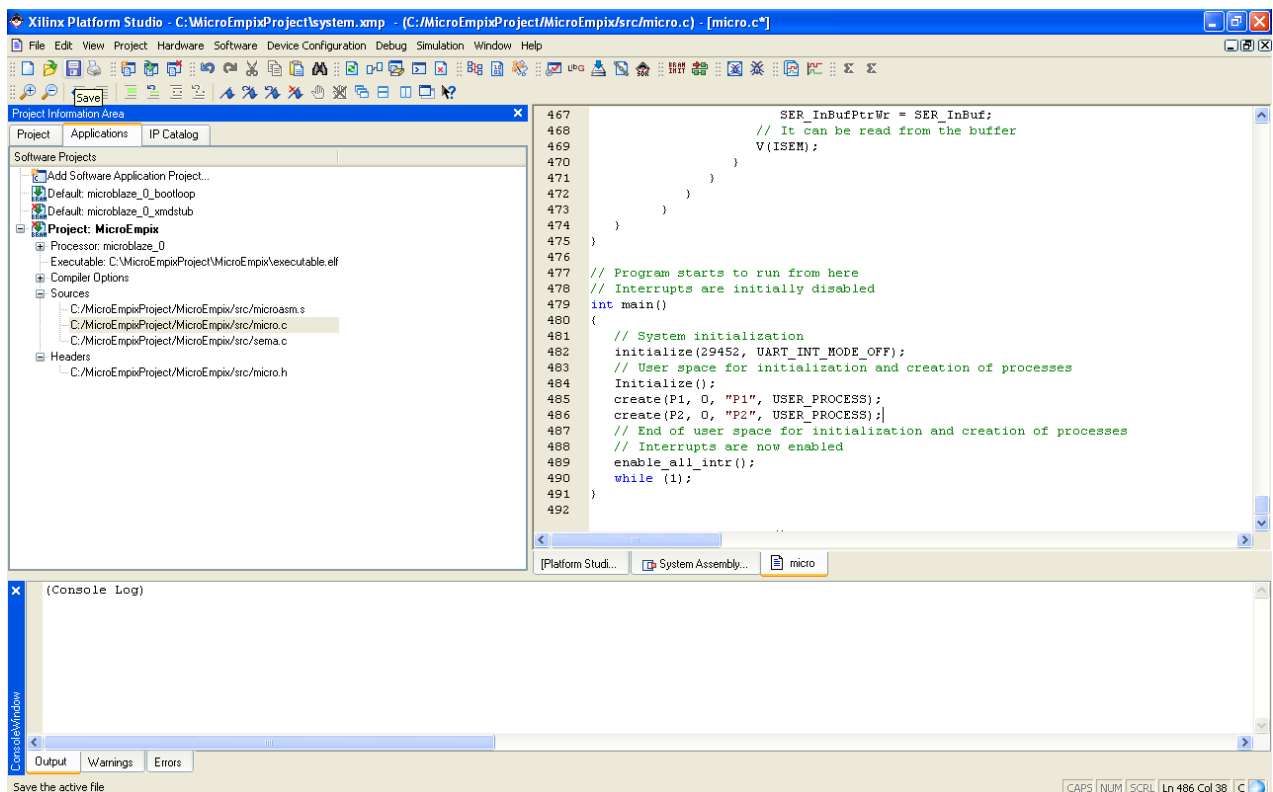 Xilinx Platform Studio - C:\MicroEmpixProject\system.xmp - (C:/MicroEmpixProject/MicroEmpix/src/micro.c) - [micro.c*]
File Edit View Project Hardware Software Device Configuration Debug Simulation Window Help
Save
Project Information Area
Project Applications IP Catalog
Software Projects
Add Software Application Project...
Default: microblaze_0_bootloop
Default: microblaze_0_xmdstub
Project: MicroEmpix
Processor: microblaze_0
Executable: C:\MicroEmpixProject\MicroEmpix\executable.elf
Compiler Options
Sources
C:/MicroEmpixProject/MicroEmpix/src/microasm.s
C:/MicroEmpixProject/MicroEmpix/src/micro.c
C:/MicroEmpixProject/MicroEmpix/src/sema.c
Headers
C:/MicroEmpixProject/MicroEmpix/src/micro.h
467 SER_InBufPtrWr = SER_InBuf;
468 // It can be read from the buffer
469 V(ISEM);
470 }
471 }
472 }
473 }
474 }
475 }
476
477 // Program starts to run from here
478 // Interrupts are initially disabled
479 int main()
480 {
481 // System initialization
482 initialize(29452, UART_INT_MODE_OFF);
483 // User space for initialization and creation of processes
484 Initialize();
485 create(P1, 0, "P1", USER_PROCESS);
486 create(P2, 0, "P2", USER_PROCESS);
487 // End of user space for initialization and creation of processes
488 // Interrupts are now enabled
489 enable_all_intr();
490 while (1);
491 }
492
[Platform Studi... System Assembly... micro
(Console Log)
ConsoleWindow
Output Warnings Errors
Save the active file
CAPS NUM SCRL Ln 486 Col 38 C